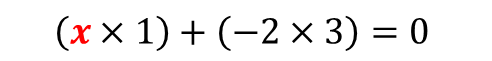 (x × 1) + (−2 × 3) = 0